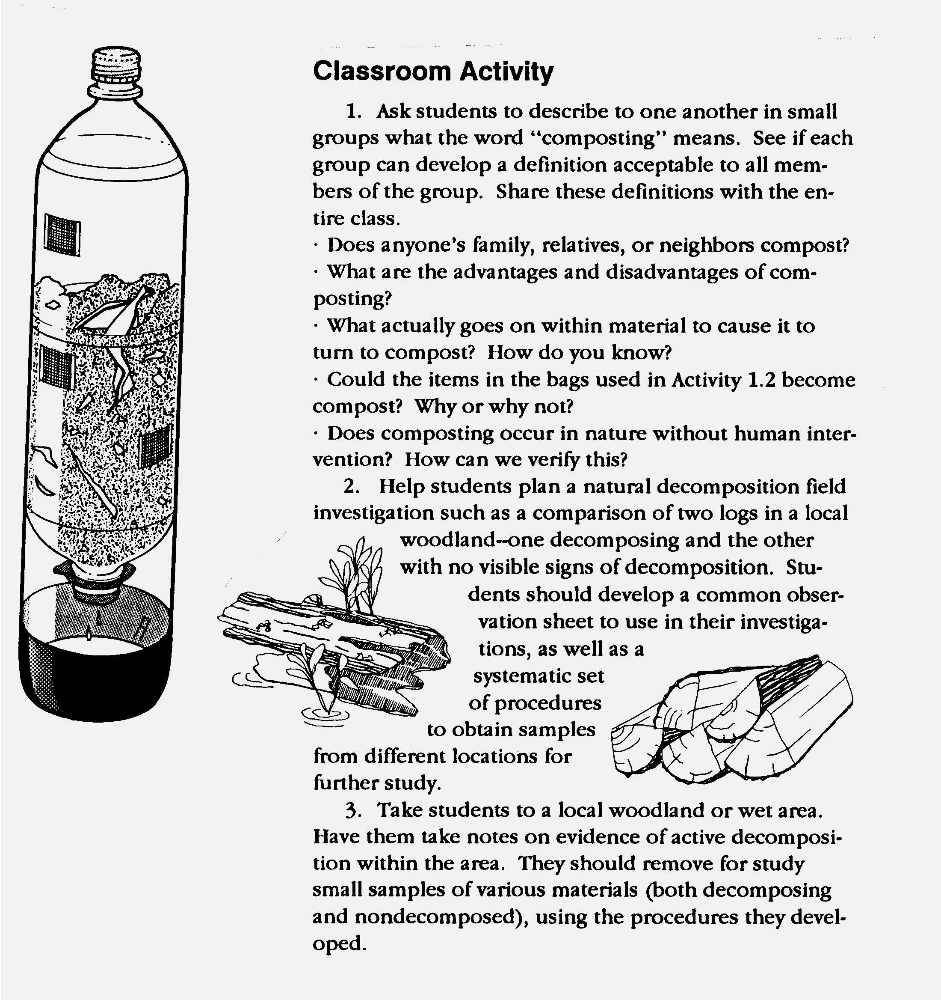 Classroom Activity
1. Ask students to describe to one another in small
groups what the word “composting” means. See if each
group can develop a definition acceptable to all mem-
bers of the group. Share these definitions with the en-
tire class.
· Does anyone’s family, relatives, or neighbors compost?
· What are the advantages and disadvantages of com-
posting?
· What actually goes on within material to cause it to
turn to compost? How do you know?
· Could the items in the bags used in Activity 1.2 become
compost? Why or why not?
· Does composting occur in nature without human inter-
vention? How can we verify this?
2. Help students plan a natural decomposition field
investigation such as a comparison of two logs in a local
woodland--one decomposing and the other
with no visible signs of decomposition. Stu-
dents should develop a common obser-
vation sheet to use in their investiga-
tions, as well as a
systematic set
of procedures
to obtain samples
from different locations for
further study.
3. Take students to a local woodland or wet area.
Have them take notes on evidence of active decomposi-
tion within the area. They should remove for study
small samples of various materials (both decomposing
and nondecomposed), using the procedures they devel-
oped.